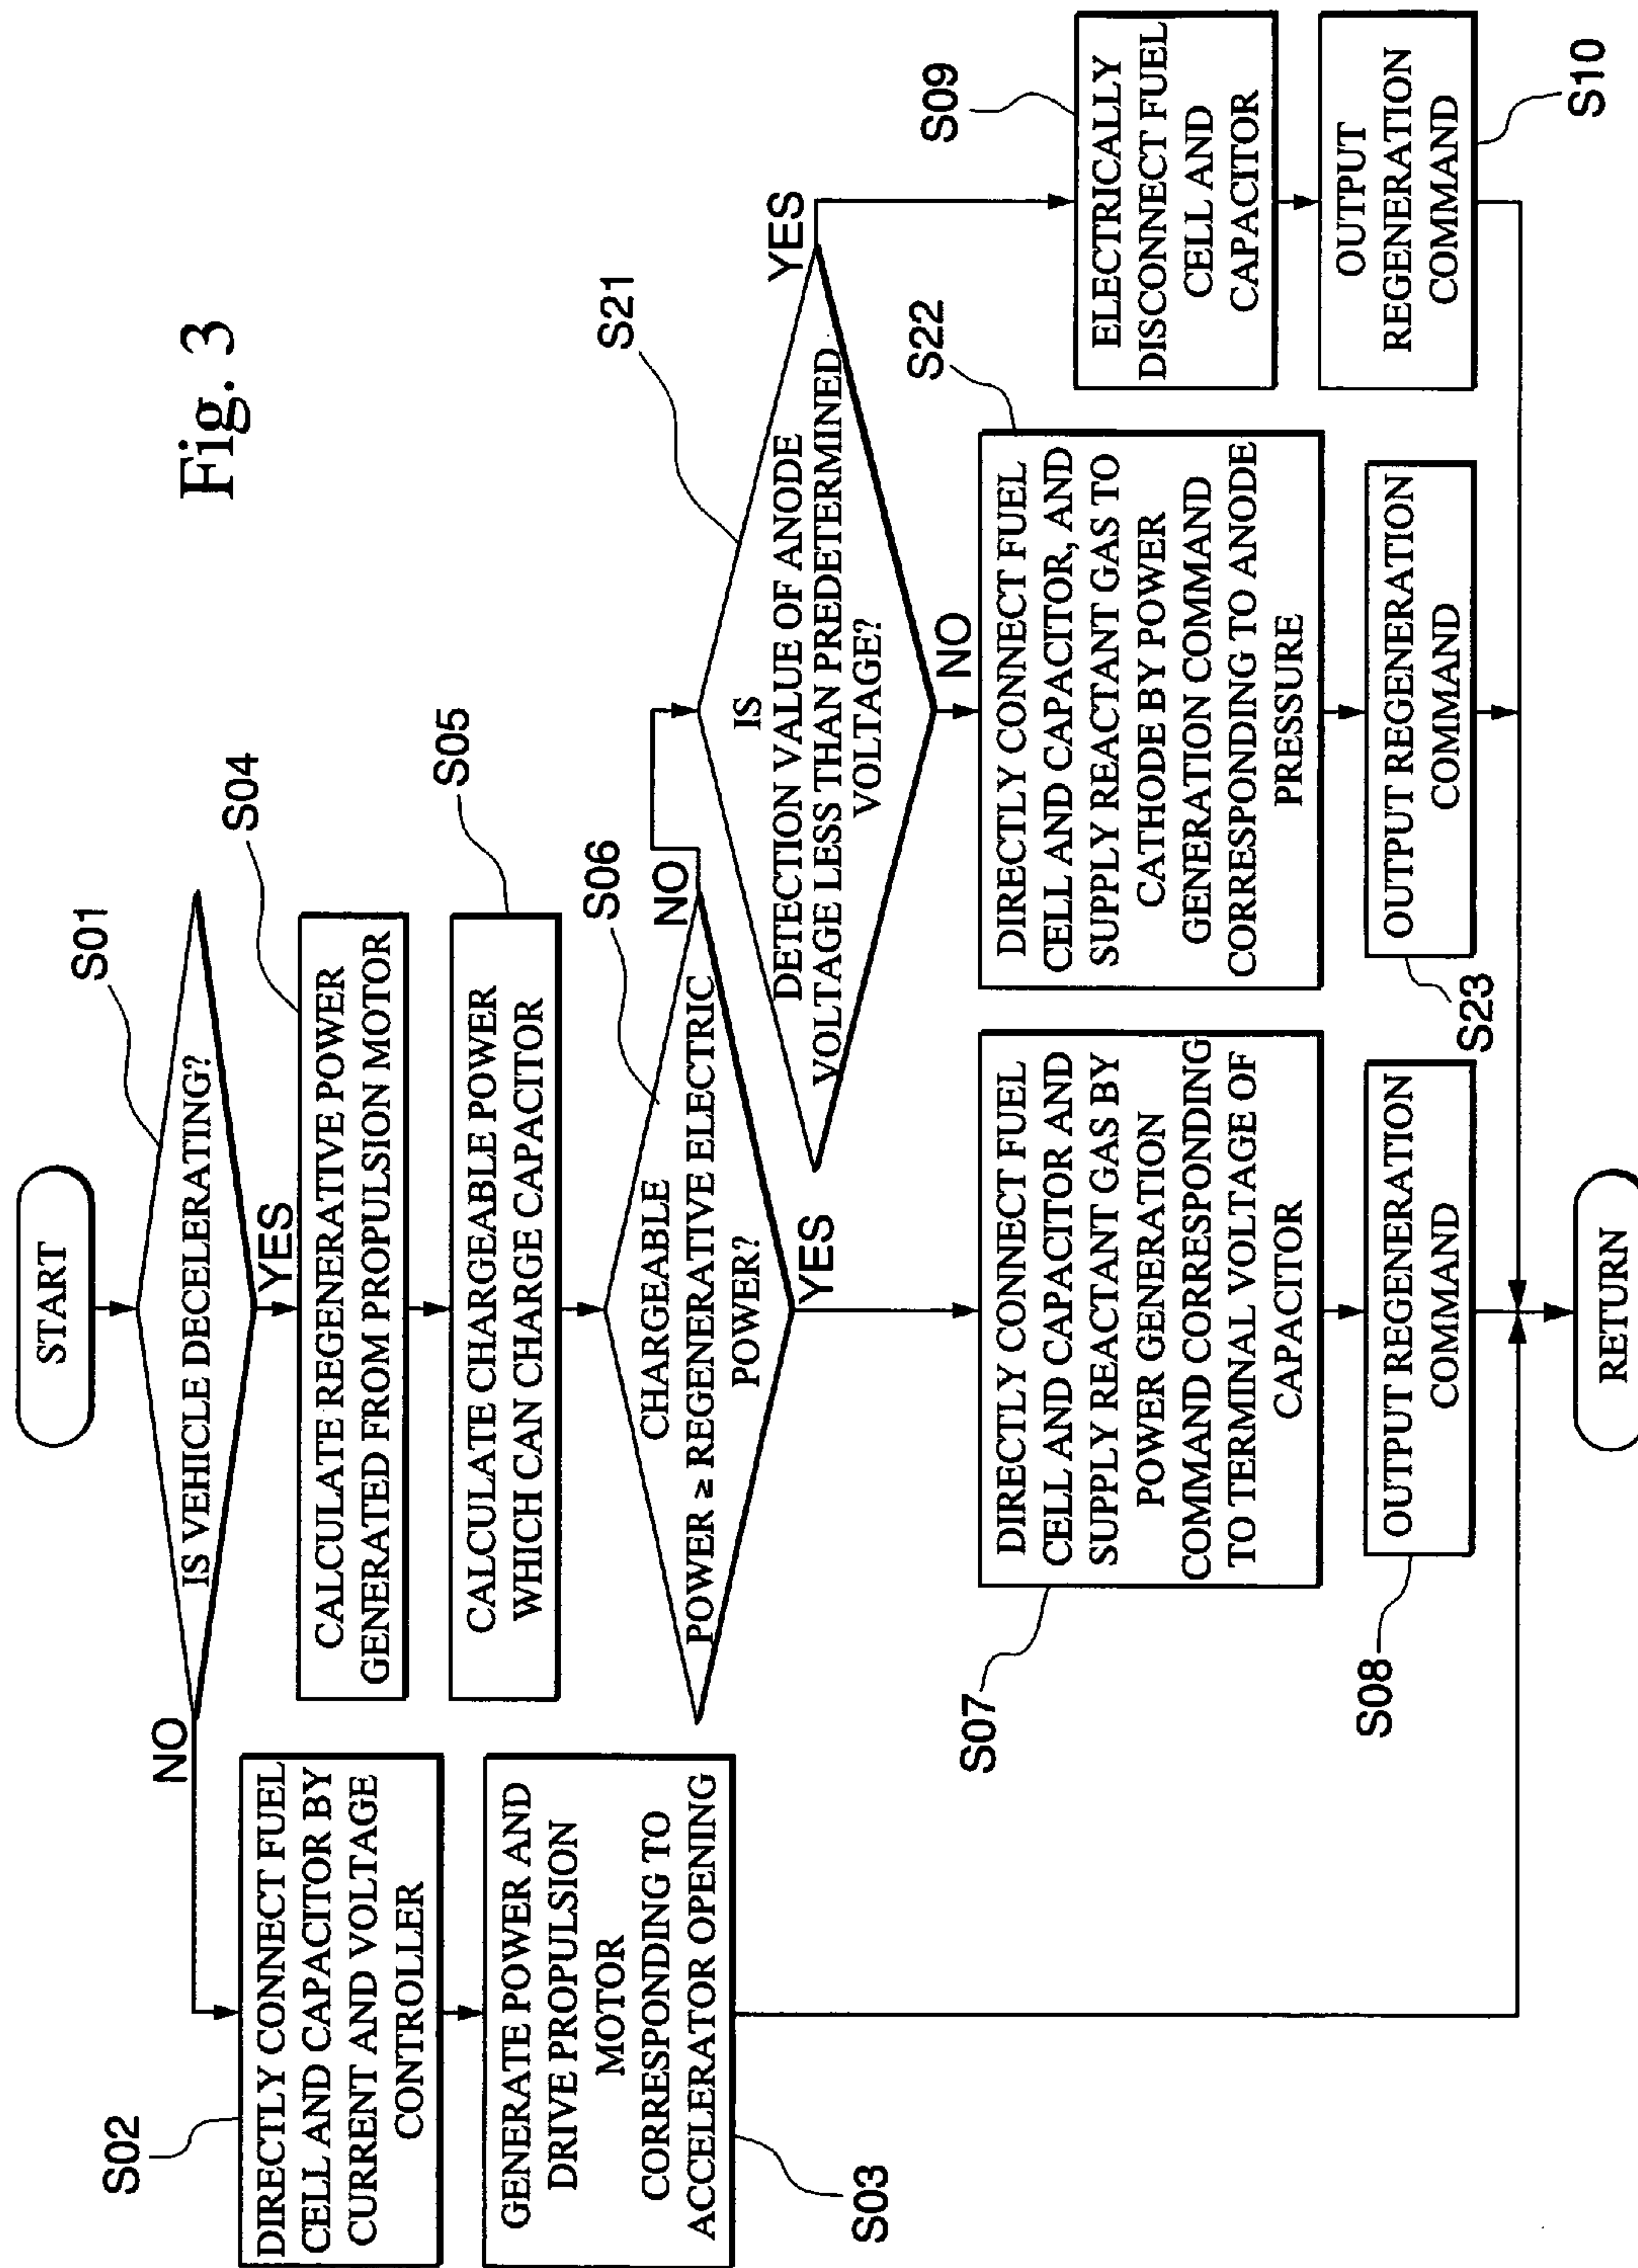 Fig. 3
START
S01
IS VEHICLE DECELERATING?
NO
YES
S02
DIRECTLY CONNECT FUEL
CELL AND CAPACITOR BY
CURRENT AND VOLTAGE
CONTROLLER
S03
GENERATE POWER AND
DRIVE PROPULSION
MOTOR
CORRESPONDING TO
ACCELERATOR OPENING
S04
CALCULATE REGENERATIVE POWER
GENERATED FROM PROPULSION MOTOR
S05
CALCULATE CHARGEABLE POWER
WHICH CAN CHARGE CAPACITOR
S06
CHARGEABLE
POWER ≥ REGENERATIVE ELECTRIC
POWER?
NO
YES
S07
DIRECTLY CONNECT FUEL
CELL AND CAPACITOR AND
SUPPLY REACTANT GAS BY
POWER GENERATION
COMMAND CORRESPONDING
TO TERMINAL VOLTAGE OF
CAPACITOR
S08
OUTPUT REGENERATION
COMMAND
S21
IS
DETECTION VALUE OF ANODE
VOLTAGE LESS THAN PREDETERMINED
VOLTAGE?
YES
NO
S22
DIRECTLY CONNECT FUEL
CELL AND CAPACITOR, AND
SUPPLY REACTANT GAS TO
CATHODE BY POWER
GENERATION COMMAND
CORRESPONDING TO ANODE
PRESSURE
S23
OUTPUT REGENERATION
COMMAND
S09
ELECTRICALLY
DISCONNECT FUEL
CELL AND
CAPACITOR
S10
OUTPUT
REGENERATION
COMMAND
RETURN